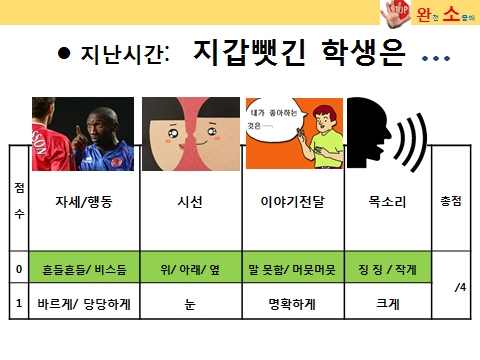 STOP
완전 소중해
● 지난시간: 지갑뺏긴 학생은 ...
SSON
내가 좋아하는
것은……
점수 자세/행동 시선 이야기전달 목소리 총점
0 흔들흔들/ 비스듬 위/ 아래/ 옆 말 못함/ 머뭇머뭇 징 징 / 작게 /4
1 바르게/ 당당하게 눈 명확하게 크게